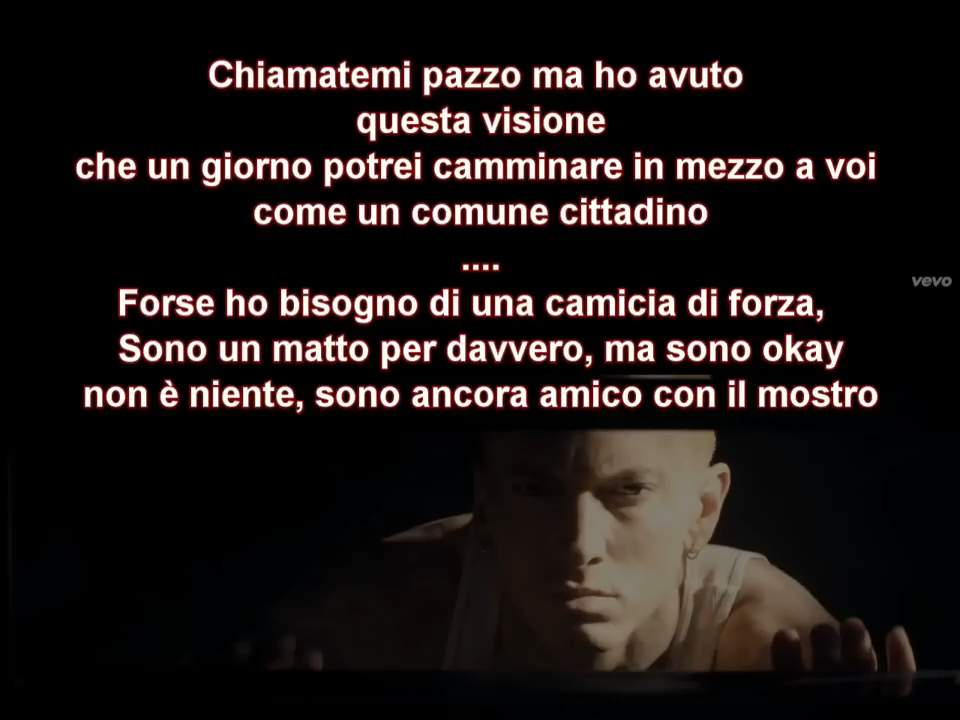 Chiamatemi pazzo ma ho avuto
questa visione
che un giorno potrei camminare in mezzo a voi
come un comune cittadino
....
vevo
Forse ho bisogno di una camicia di forza,
Sono un matto per davvero, ma sono okay
non è niente, sono ancora amico con il mostro